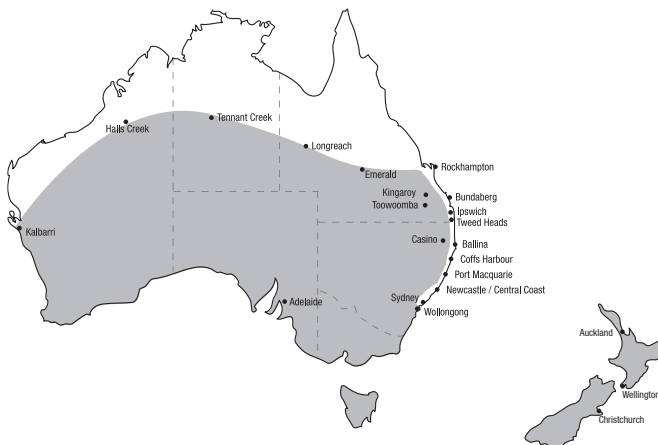 Tennant Creek
Halls Creek
Longreach
Rockhampton
Emerald
Kingaroy
Bundaberg
Toowoomba
Ipswich
Tweed Heads
Kalbarri
Casino
Ballina
Coffs Harbour
Port Macquarie
Newcastle / Central Coast
Sydney
Adelaide
Wollongong
Auckland
Wellington
Christchurch